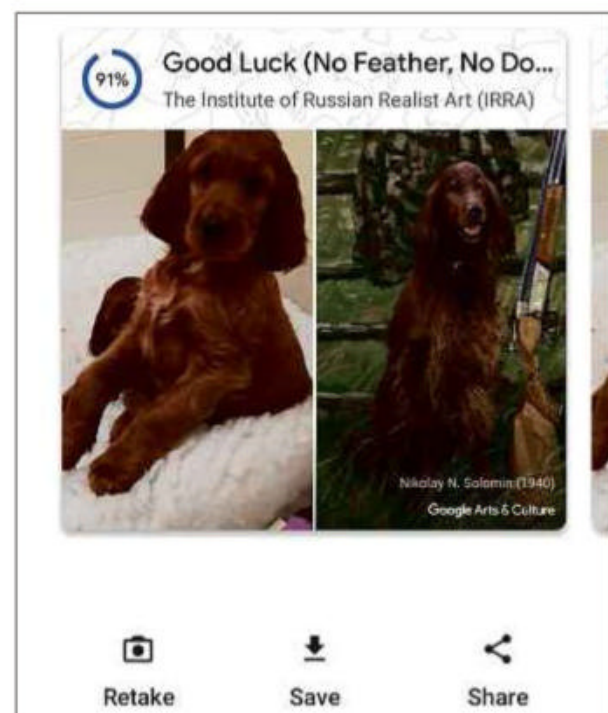 91%
Good Luck (No Feather, No Do...
The Institute of Russian Realist Art (IRRA)
Nikolay N. Solomin (1940)
Google Arts & Culture
Retake
Save
Share